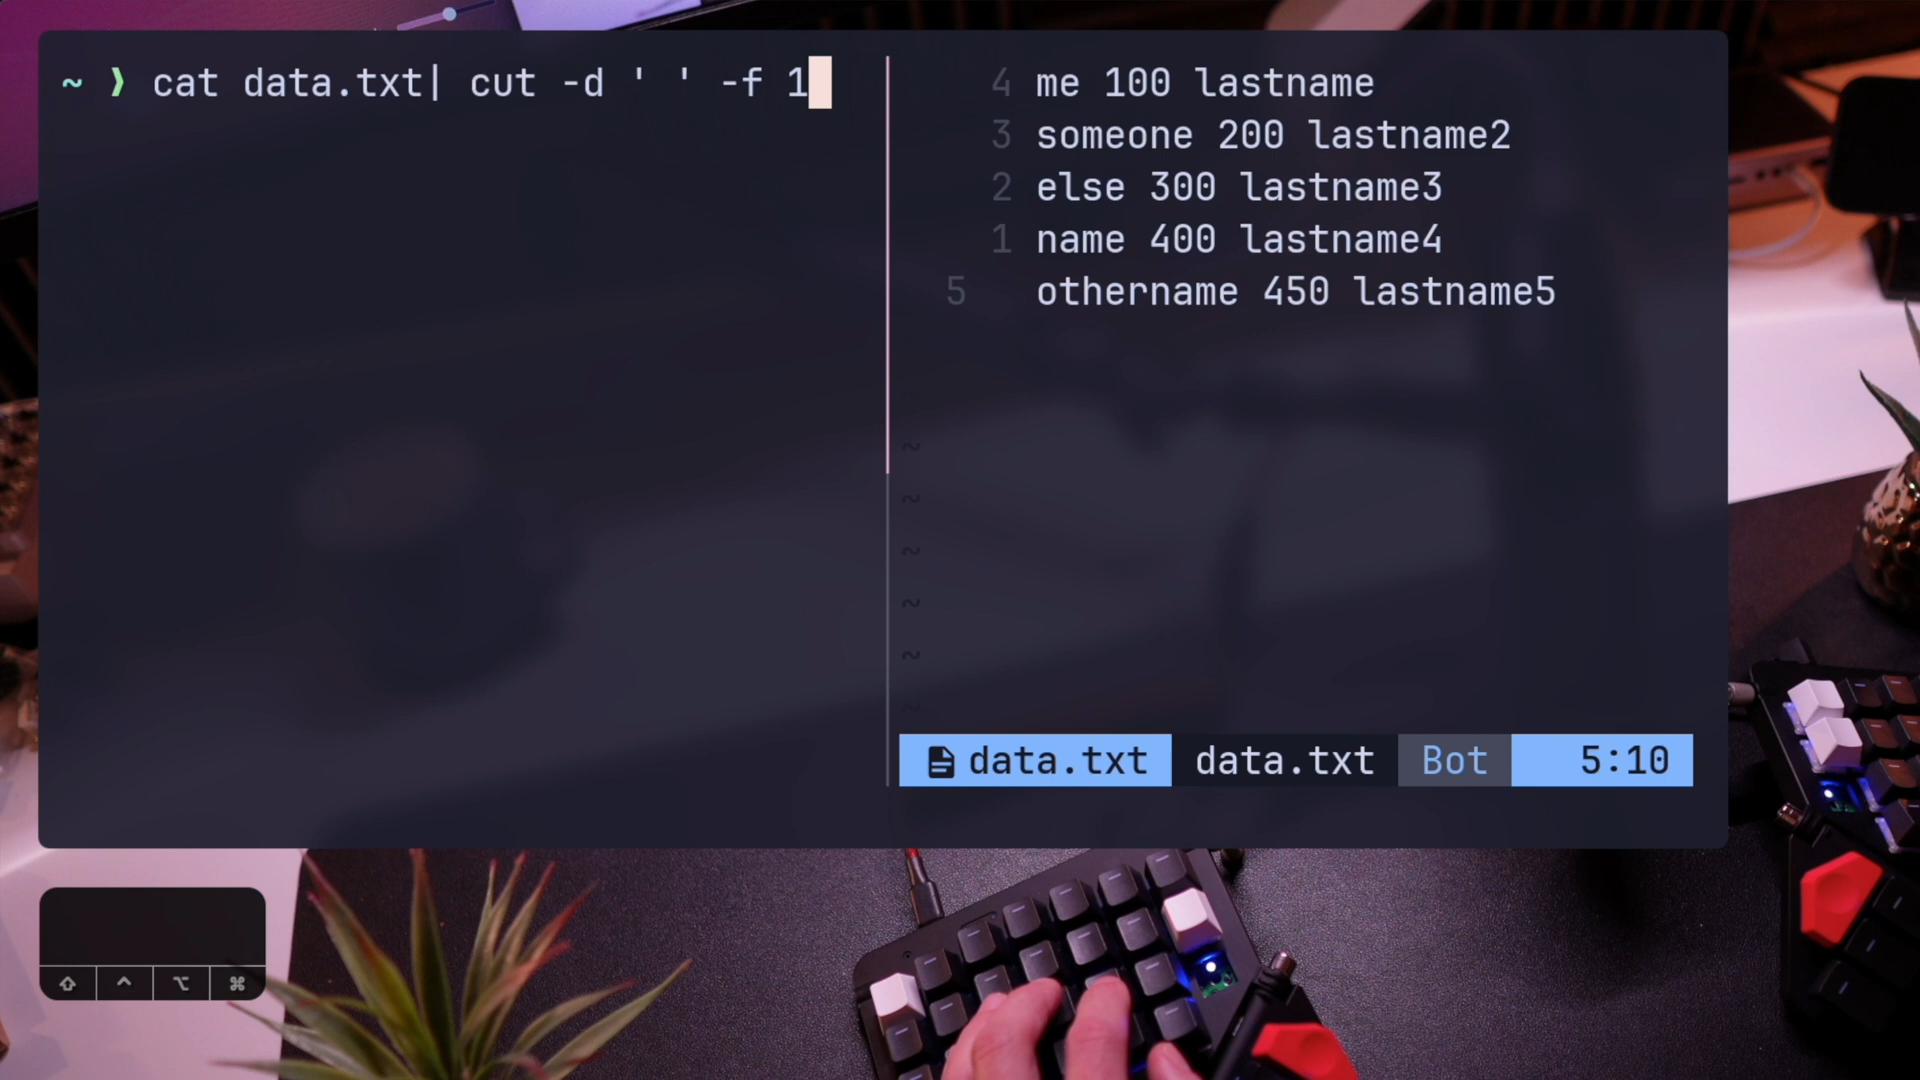 ~ ❯ cat data.txt| cut -d ' ' -f 1
4 me 100 lastname
3 someone 200 lastname2
2 else 300 lastname3
1 name 400 lastname4
5 othername 450 lastname5
~
~
~
~
~
data.txt data.txt Bot 5:10